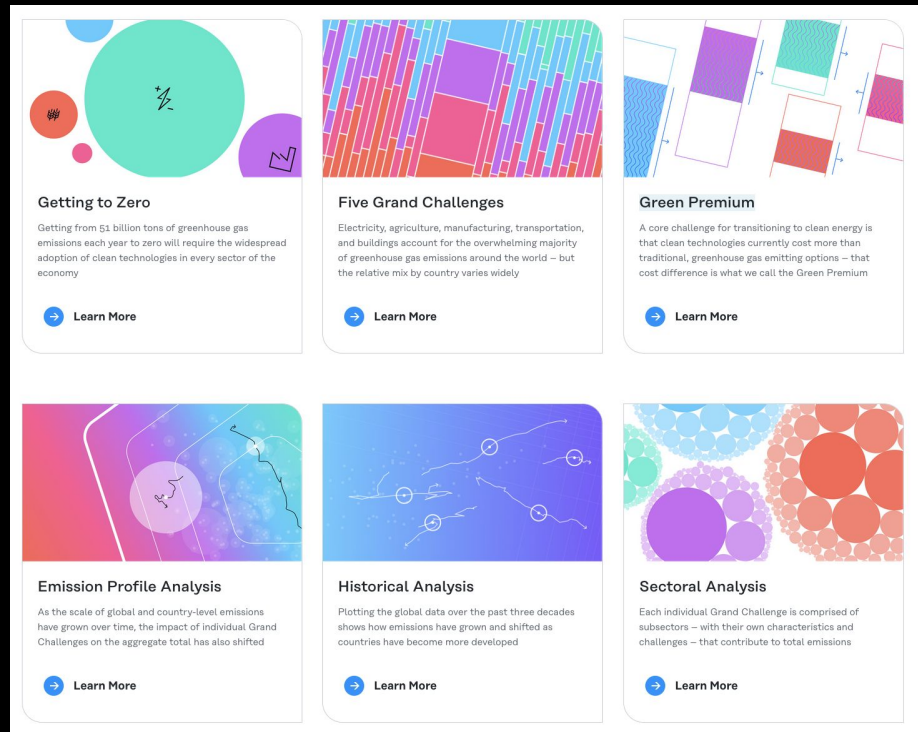 Getting to Zero
Getting from 51 billion tons of greenhouse gas
emissions each year to zero will require the widespread
adoption of clean technologies in every sector of the
economy
Learn More
Five Grand Challenges
Electricity, agriculture, manufacturing, transportation,
and buildings account for the overwhelming majority
of greenhouse gas emissions around the world – but
the relative mix by country varies widely
Learn More
Green Premium
A core challenge for transitioning to clean energy is
that clean technologies currently cost more than
traditional, greenhouse gas emitting options – that
cost difference is what we call the Green Premium
Learn More
Emission Profile Analysis
As the scale of global and country-level emissions
have grown over time, the impact of individual Grand
Challenges on the aggregate total has also shifted
Learn More
Historical Analysis
Plotting the global data over the past three decades
shows how emissions have grown and shifted as
countries have become more developed
Learn More
Sectoral Analysis
Each individual Grand Challenge is comprised of
subsectors – with their own characteristics and
challenges – that contribute to total emissions
Learn More